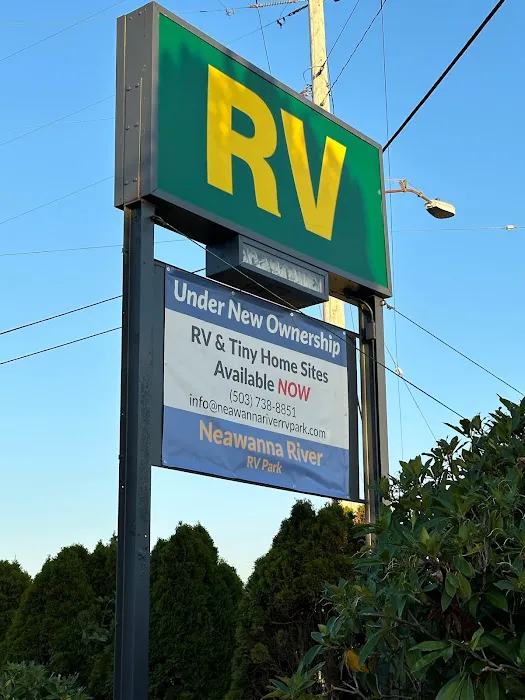 RV
Under New Ownership
RV & Tiny Home Sites
Available NOW
(503) 738-8851
info@neawannariverrvpark.com
Neawanna River
RV Park